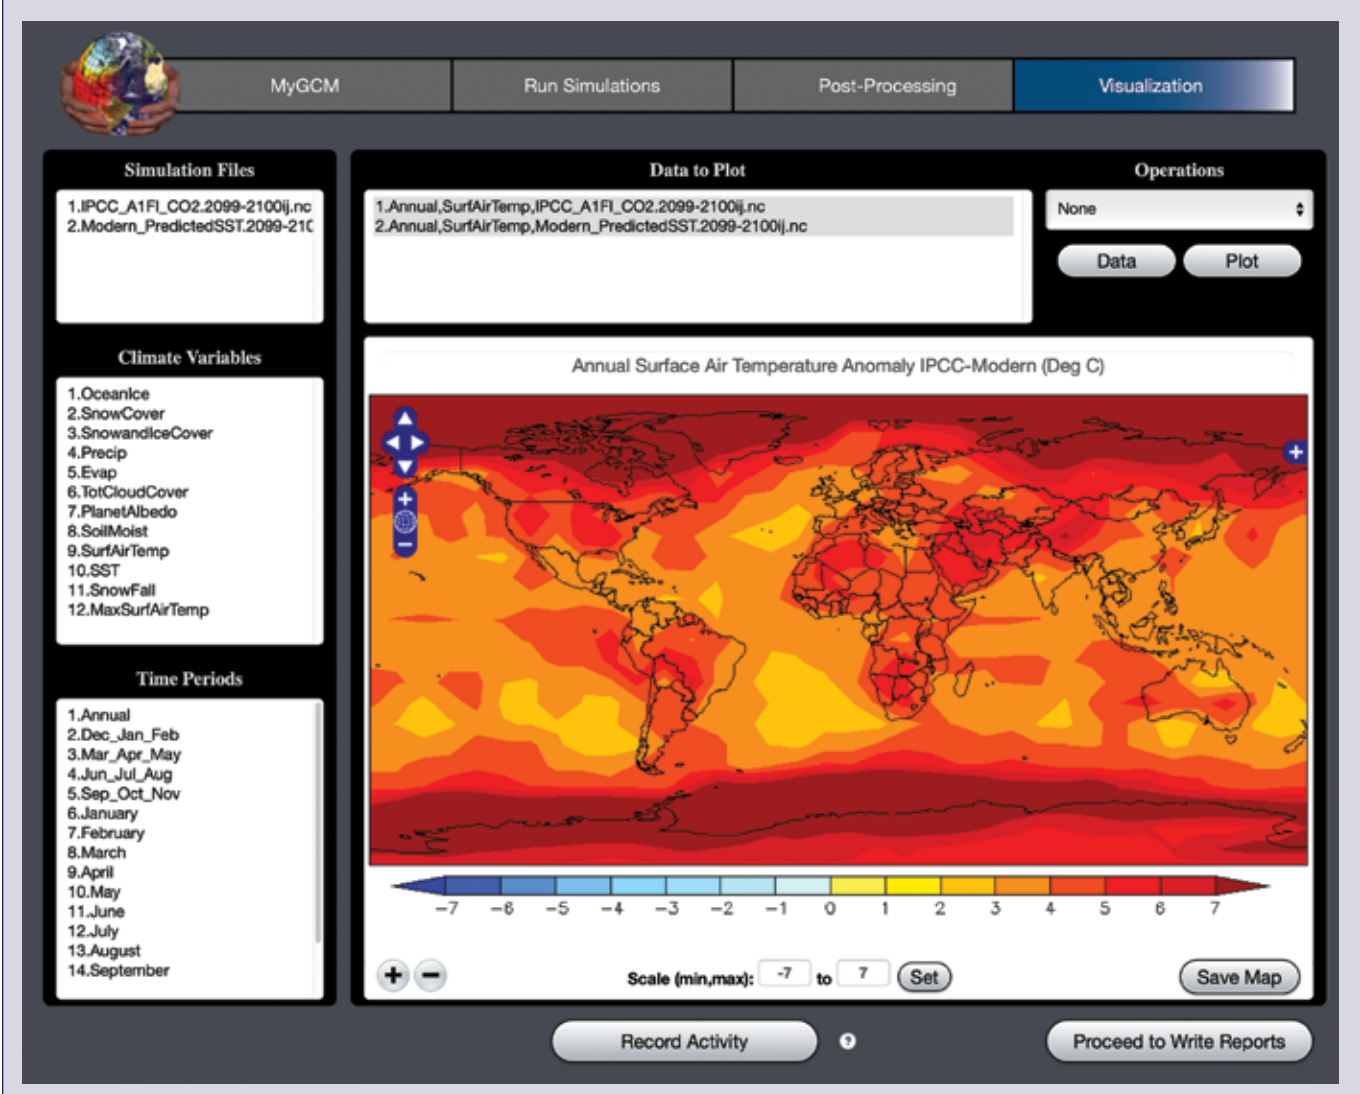 MyGCM
Run Simulations
Post-Processing
Visualization
Simulation Files
1.IPCC_A1FI_CO2.2099-2100ij.nc
2.Modern_PredictedSST.2099-210
Data to Plot
1.Annual,SurfAirTemp,IPCC_A1FI_CO2.2099-2100ij.nc
2.Annual,SurfAirTemp,Modern_PredictedSST.2099-2100ij.nc
Operations
None
Data
Plot
Climate Variables
1.OceanIce
2.SnowCover
3.SnowandIceCover
4.Precip
5.Evap
6.TotCloudCover
7.PlanetAlbedo
8.SoilMoist
9.SurfAirTemp
10.SST
11.SnowFall
12.MaxSurfAirTemp
Time Periods
1.Annual
2.Dec_Jan_Feb
3.Mar_Apr_May
4.Jun_Jul_Aug
5.Sep_Oct_Nov
6.January
7.February
8.March
9.April
10.May
11.June
12.July
13.August
14.September
Annual Surface Air Temperature Anomaly IPCC-Modern (Deg C)
-7 -6 -5 -4 -3 -2 -1 0 1 2 3 4 5 6 7
Scale (min,max): -7 to 7 Set
Save Map
Record Activity
?
Proceed to Write Reports